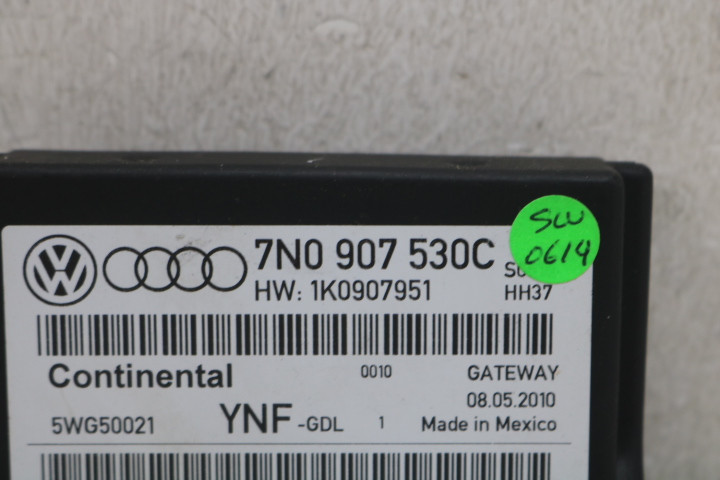 7N0 907 530C
HW: 1K0907951
HH37
SLW
0614
Continental
0010
GATEWAY
08.05.2010
5WG50021
YNF -GDL
1
Made in Mexico